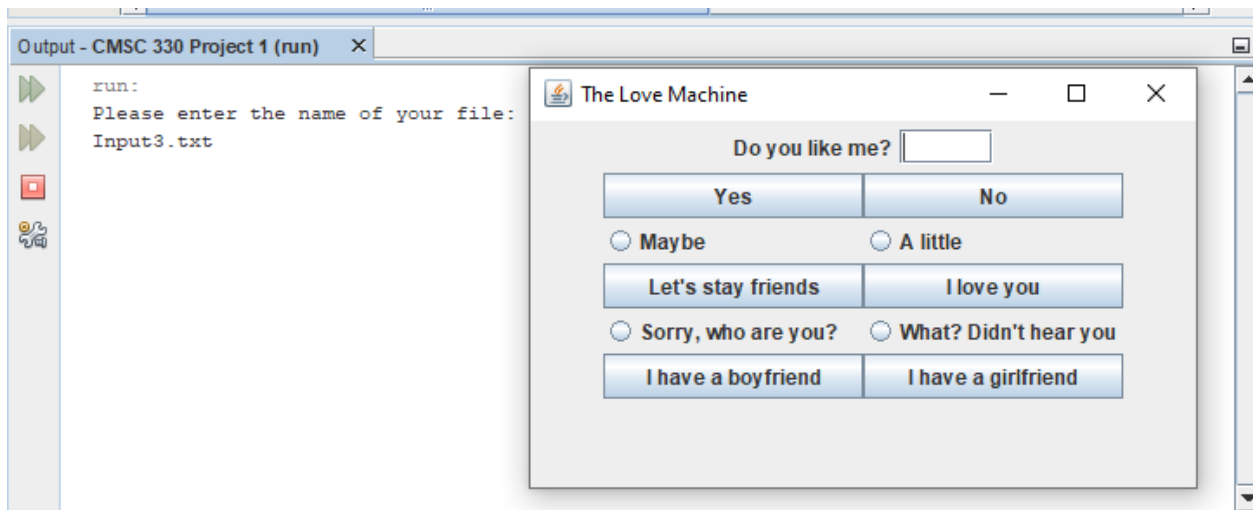 Output - CMSC 330 Project 1 (run)
run:
Please enter the name of your file:
Input3.txt
The Love Machine
Do you like me?
Yes No
Maybe A little
Let's stay friends I love you
Sorry, who are you? What? Didn't hear you
I have a boyfriend I have a girlfriend